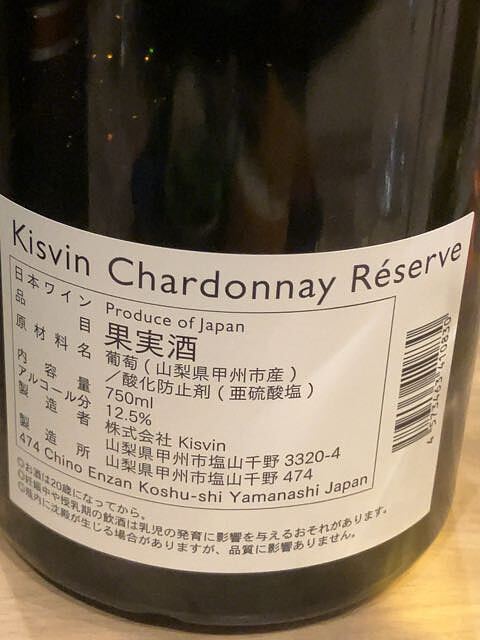 Kisvin Chardonnay Réserve
日本ワイン Produce of Japan
品目 果実酒
原材料名 葡萄(山梨県甲州市産)
/酸化防止剤(亜硫酸塩)
内容量 750ml
アルコール分 12.5%
製造者 株式会社 Kisvin
山梨県甲州市塩山千野 3320-4
製造所 山梨県甲州市塩山千野 474
474 Chino Enzan Koshu-shi Yamanashi Japan
◎お酒は20歳になってから。
◎妊娠中や授乳期の飲酒は乳児の発育に影響を与えるおそれがあります。
◎瓶内に沈殿が生じる場合がありますが、品質に影響ありません。
4 573463 410850